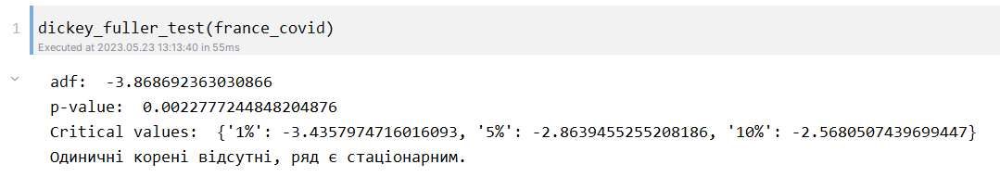 1 dickey_fuller_test(france_covid)
Executed at 2023.05.23 13:13:40 in 55ms
adf:  -3.868692363030866
p-value:  0.0022777244848204876
Critical values:  {'1%': -3.4357974716016093, '5%': -2.8639455255208186, '10%': -2.5680507439699447}
Одиничні корені відсутні, ряд є стаціонарним.